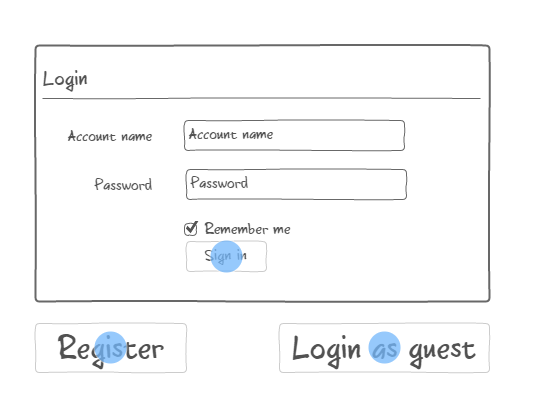 Login
Account name
Account name
Password
Password
Remember me
Sign in
Register
Login as guest